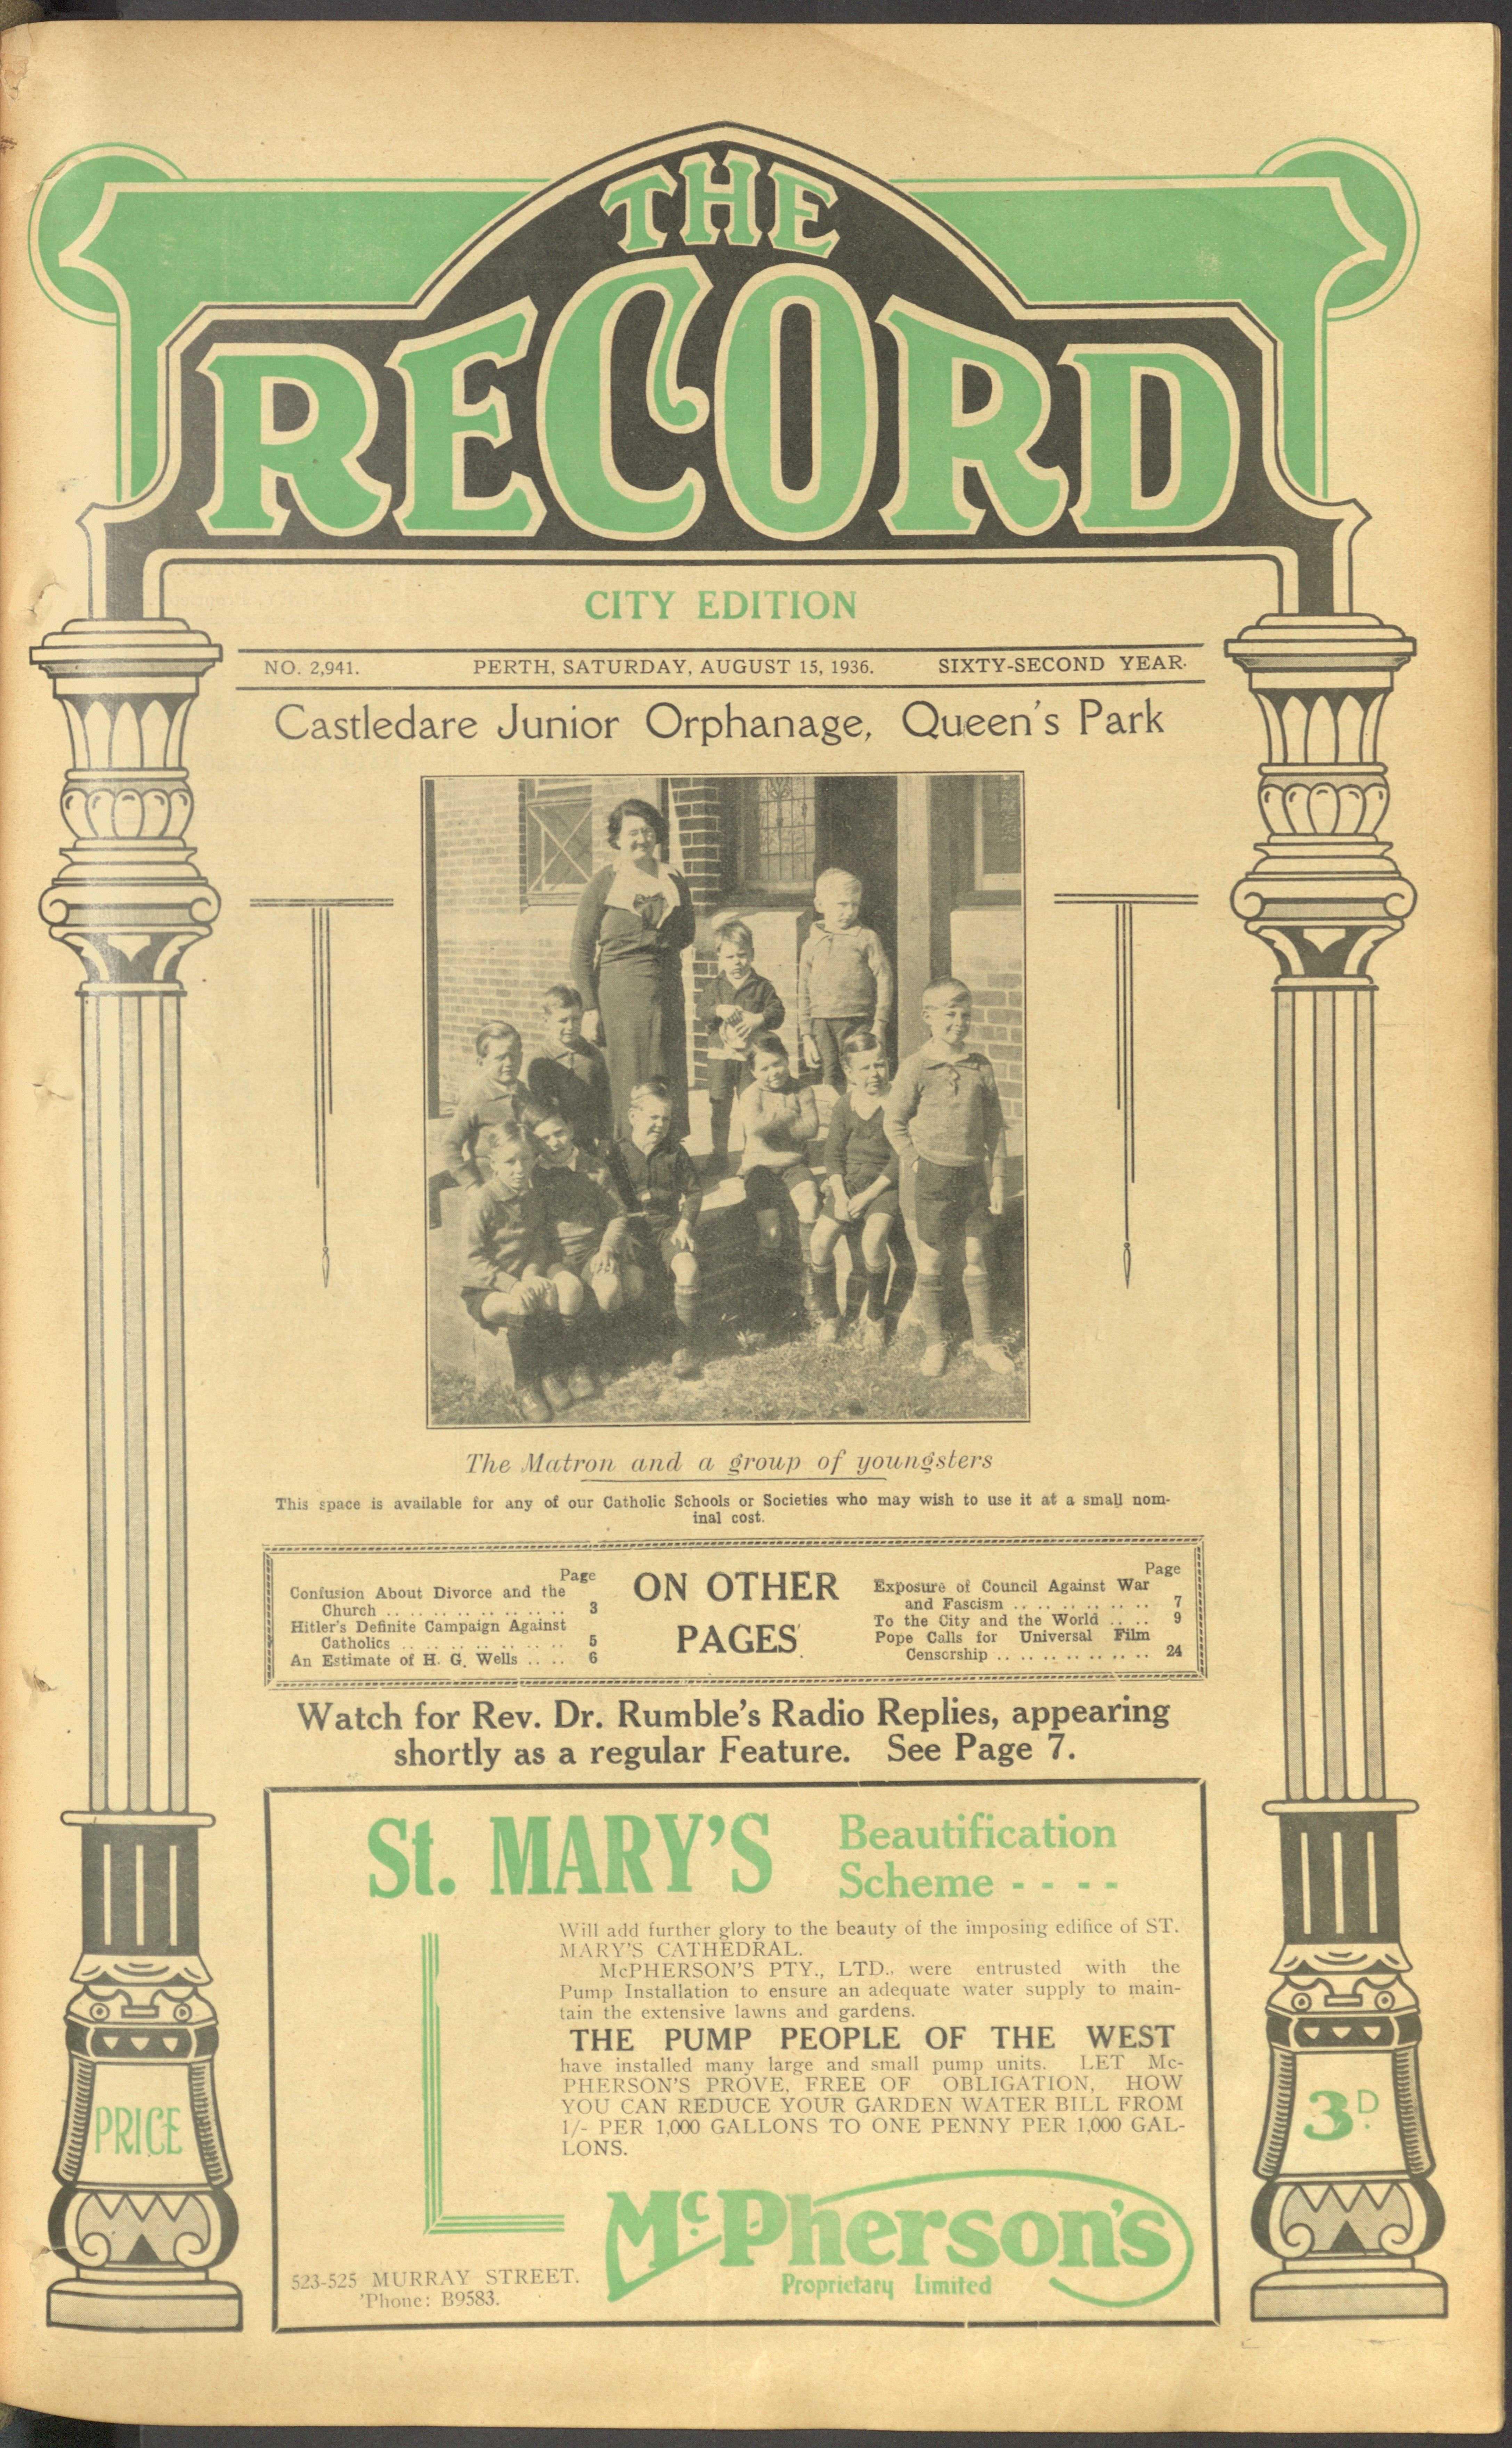 THE
RECORD
CITY EDITION
NO. 2,941. PERTH, SATURDAY, AUGUST 15, 1936. SIXTY-SECOND YEAR.
Castledare Junior Orphanage, Queen's Park
The Matron and a group of youngsters
This space is available for any of our Catholic Schools or Societies who may wish to use it at a small nom-
inal cost.
Page
Confusion About Divorce and the
Church .. .. .. .. .. .. .. .. .. .. 3
Hitler's Definite Campaign Against
Catholics .. .. .. .. .. .. .. .. .. 5
An Estimate of H. G. Wells .. .. .. 6
ON OTHER
PAGES
Page
Exposure of Council Against War
and Fascism .. .. .. .. .. .. .. .. 7
To the City and the World .. .. .. 9
Pope Calls for Universal Film
Censorship .. .. .. .. .. .. .. .. .. 24
Watch for Rev. Dr. Rumble's Radio Replies, appearing
shortly as a regular Feature. See Page 7.
St. MARY'S
Beautification
Scheme - - - -
Will add further glory to the beauty of the imposing edifice of ST.
MARY'S CATHEDRAL.
McPHERSON'S PTY., LTD., were entrusted with the
Pump Installation to ensure an adequate water supply to main-
tain the extensive lawns and gardens.
THE PUMP PEOPLE OF THE WEST
have installed many large and small pump units. LET Mc-
PHERSON'S PROVE, FREE OF OBLIGATION, HOW
YOU CAN REDUCE YOUR GARDEN WATER BILL FROM
1/- PER 1,000 GALLONS TO ONE PENNY PER 1,000 GAL-
LONS.
McPherson's
Proprietary Limited
523-525 MURRAY STREET.
'Phone: B9583.
PRICE
3D.